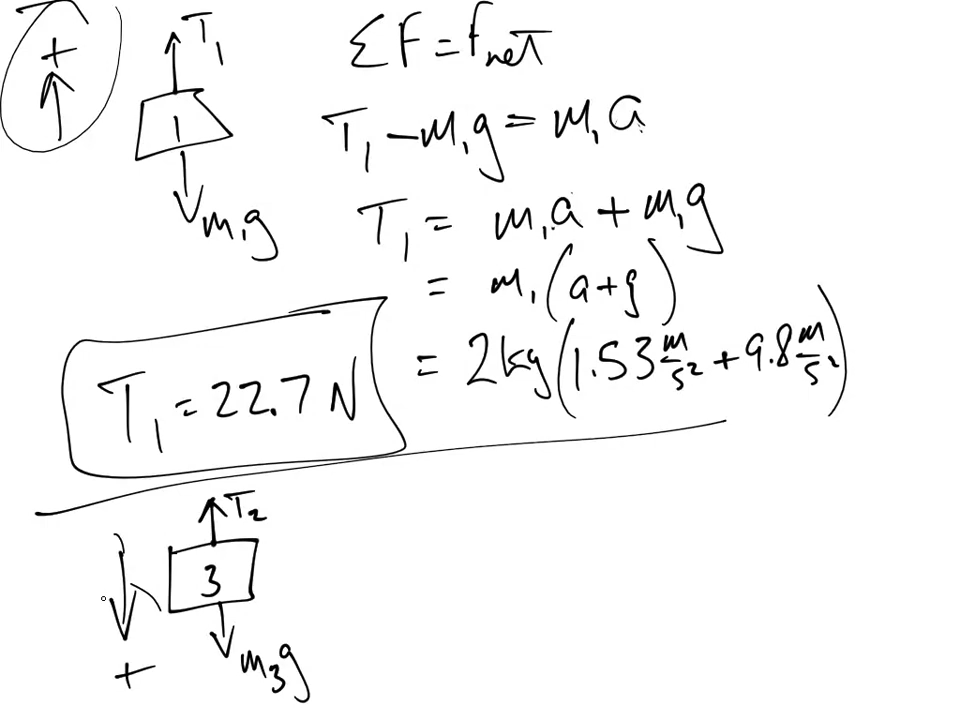 +
T₁
1
m₁g
ΣF = Fnet
T₁ - m₁g = m₁a
T₁ = m₁a + m₁g
= m₁(a+g)
= 2kg(1.53 m/s² + 9.8 m/s²)
T₁ = 22.7 N
T₂
3
m₃g
+